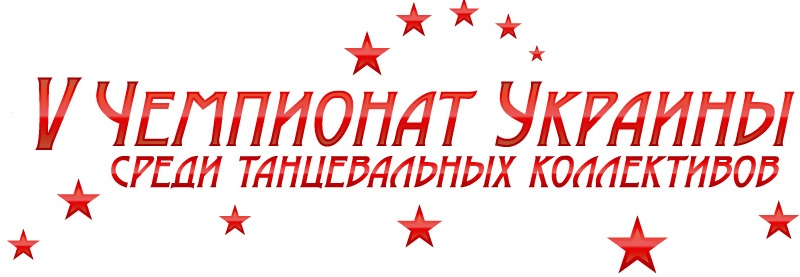 V Чемпионат Украины
среди танцевальных коллективов